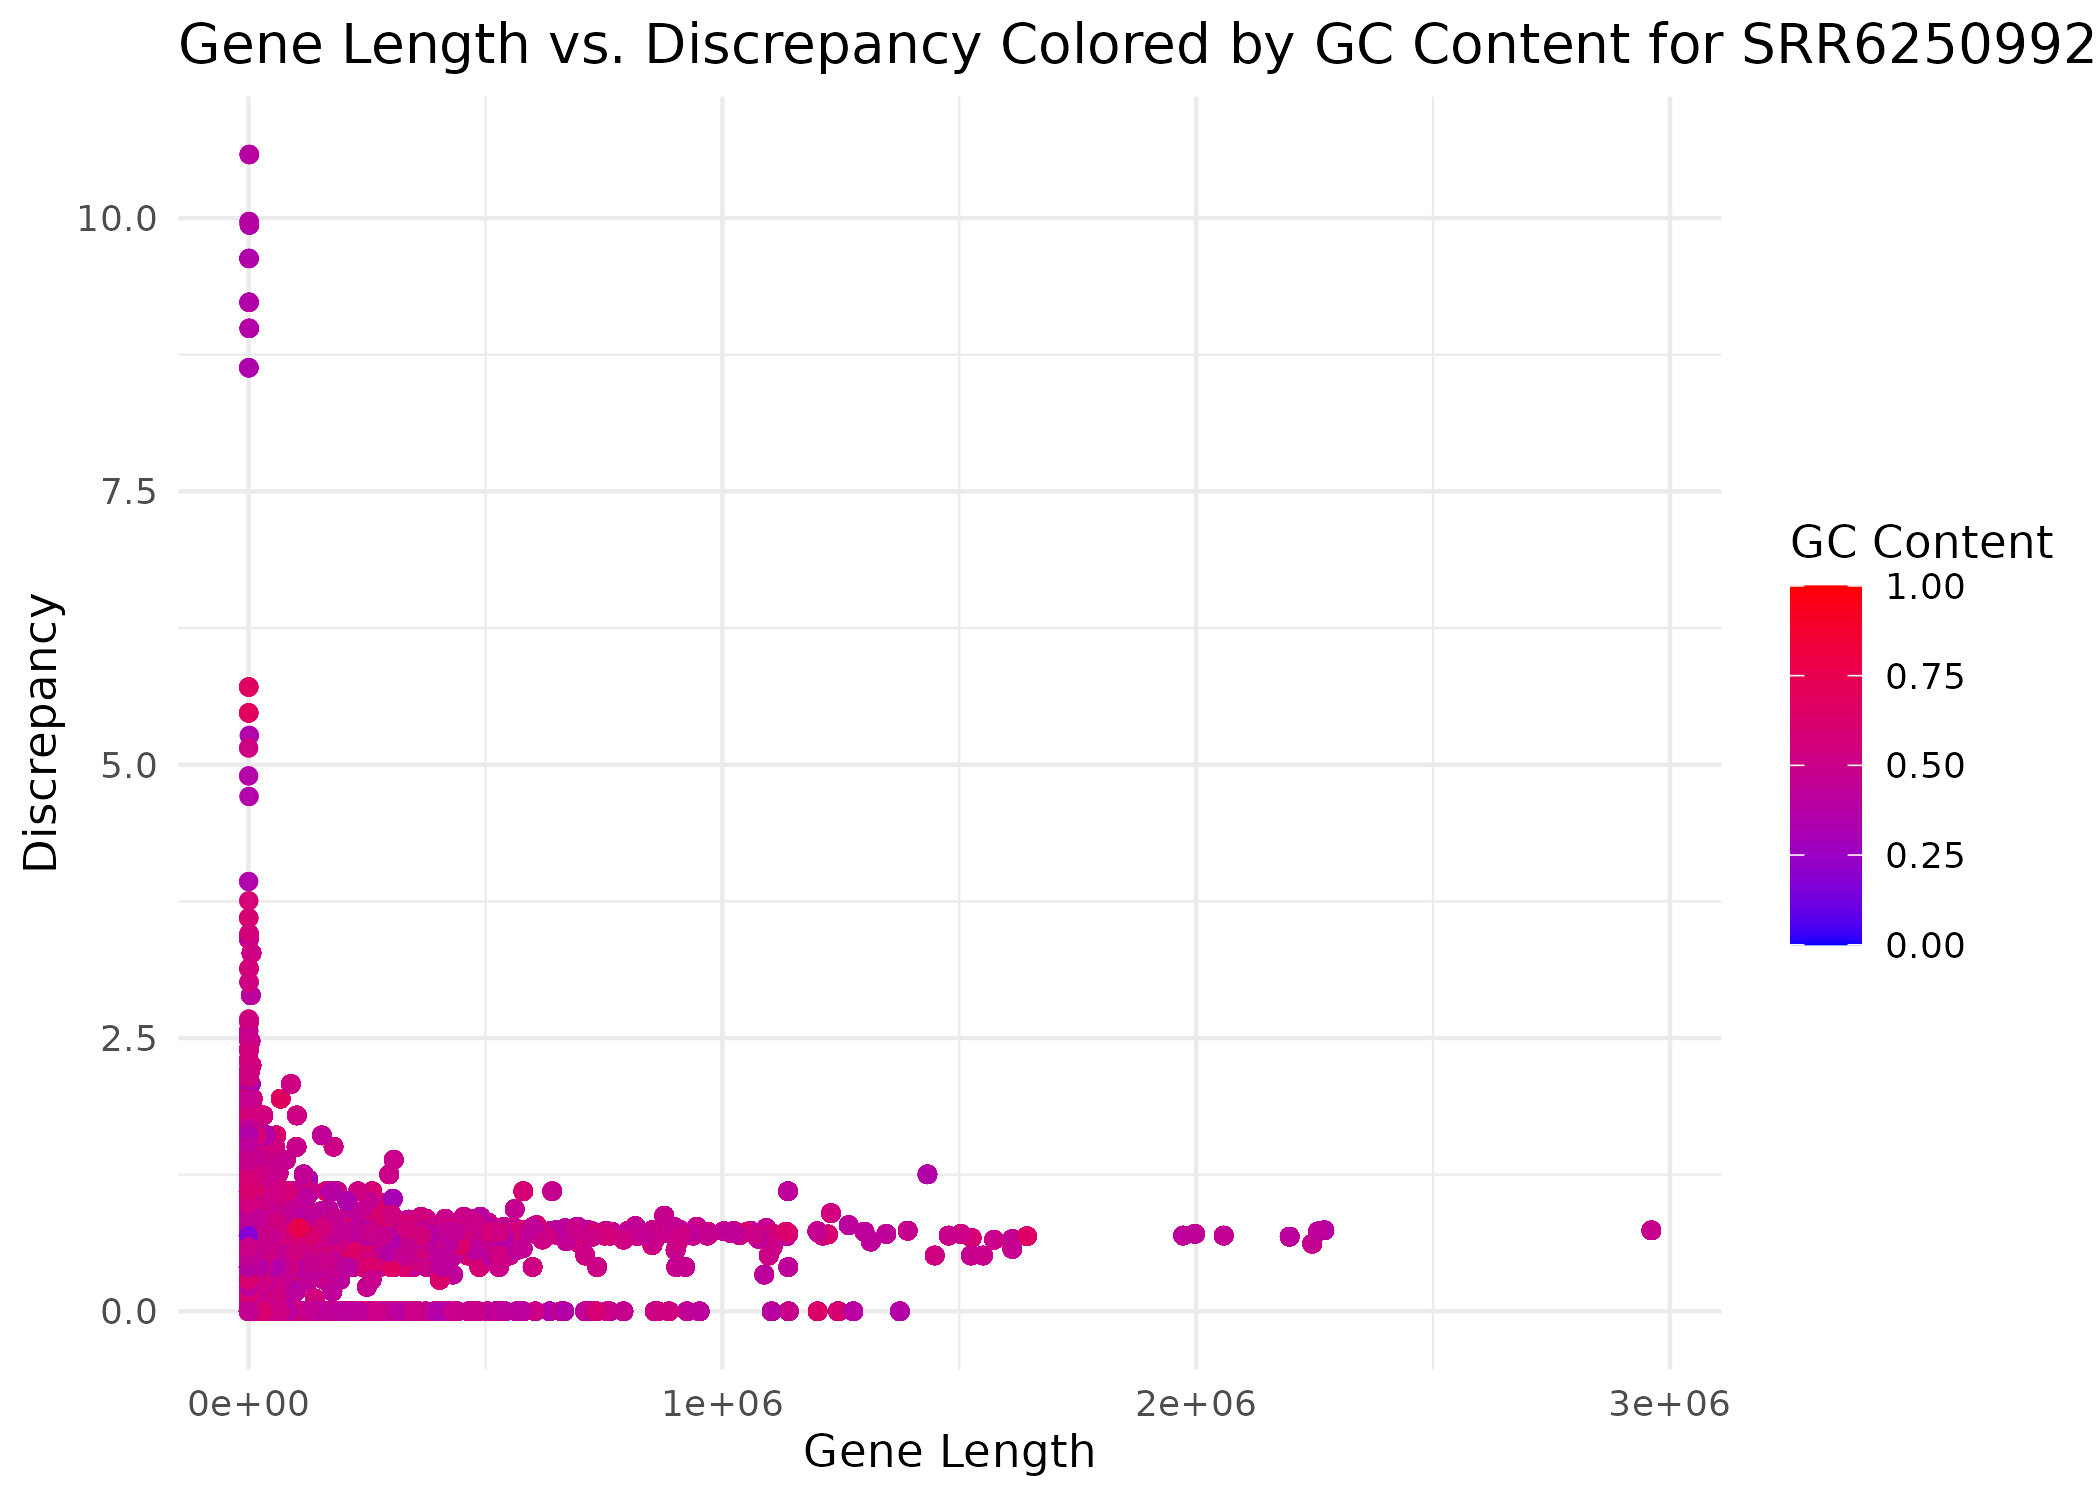 Gene Length vs. Discrepancy Colored by GC Content for SRR6250992
Discrepancy
10.0
7.5
5.0
2.5
0.0
0e+00
1e+06
2e+06
3e+06
Gene Length
GC Content
1.00
0.75
0.50
0.25
0.00